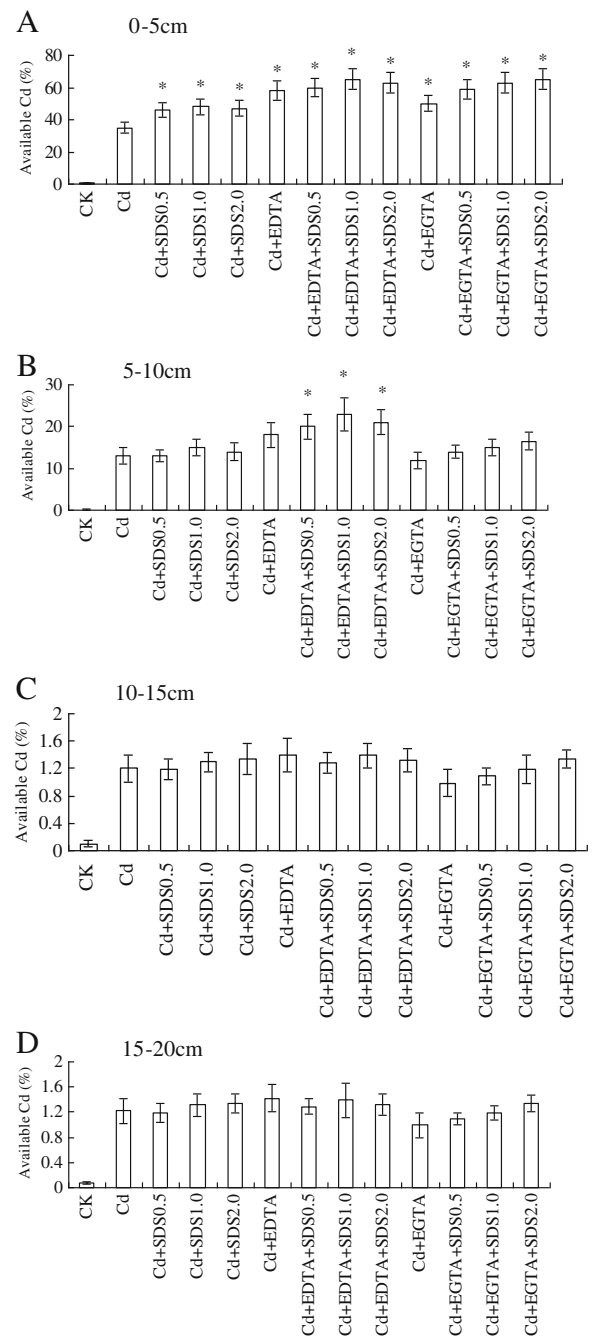 A
0-5cm
Available Cd (%)
80
60
40
20
0
* * * * * * * * * * *
CK
Cd
Cd+SDS0.5
Cd+SDS1.0
Cd+SDS2.0
Cd+EDTA
Cd+EDTA+SDS0.5
Cd+EDTA+SDS1.0
Cd+EDTA+SDS2.0
Cd+EGTA
Cd+EGTA+SDS0.5
Cd+EGTA+SDS1.0
Cd+EGTA+SDS2.0
B
5-10cm
Available Cd (%)
30
20
10
0
* * *
CK
Cd
Cd+SDS0.5
Cd+SDS1.0
Cd+SDS2.0
Cd+EDTA
Cd+EDTA+SDS0.5
Cd+EDTA+SDS1.0
Cd+EDTA+SDS2.0
Cd+EGTA
Cd+EGTA+SDS0.5
Cd+EGTA+SDS1.0
Cd+EGTA+SDS2.0
C
10-15cm
Available Cd (%)
2
1.6
1.2
0.8
0.4
0
CK
Cd
Cd+SDS0.5
Cd+SDS1.0
Cd+SDS2.0
Cd+EDTA
Cd+EDTA+SDS0.5
Cd+EDTA+SDS1.0
Cd+EDTA+SDS2.0
Cd+EGTA
Cd+EGTA+SDS0.5
Cd+EGTA+SDS1.0
Cd+EGTA+SDS2.0
D
15-20cm
Available Cd (%)
2
1.6
1.2
0.8
0.4
0
CK
Cd
Cd+SDS0.5
Cd+SDS1.0
Cd+SDS2.0
Cd+EDTA
Cd+EDTA+SDS0.5
Cd+EDTA+SDS1.0
Cd+EDTA+SDS2.0
Cd+EGTA
Cd+EGTA+SDS0.5
Cd+EGTA+SDS1.0
Cd+EGTA+SDS2.0